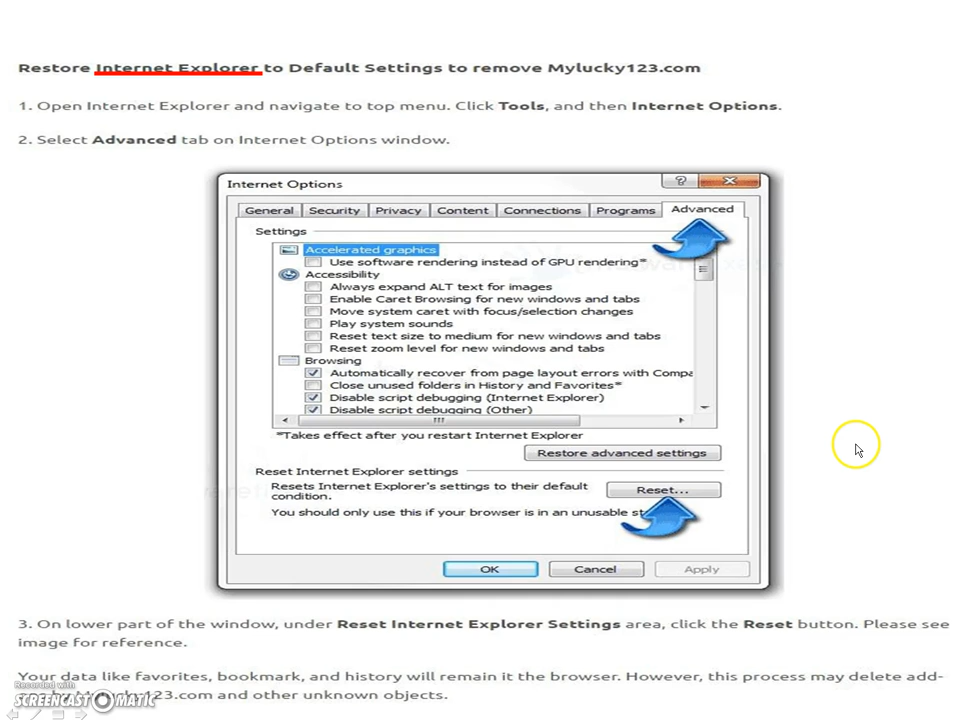 Restore Internet Explorer to Default Settings to remove Mylucky123.com
1. Open Internet Explorer and navigate to top menu. Click Tools, and then Internet Options.
2. Select Advanced tab on Internet Options window.
Internet Options
?
General Security Privacy Content Connections Programs Advanced
Settings
Accelerated graphics
Use software rendering instead of GPU rendering*
Accessibility
Always expand ALT text for images
Enable Caret Browsing for new windows and tabs
Move system caret with focus/selection changes
Play system sounds
Reset text size to medium for new windows and tabs
Reset zoom level for new windows and tabs
Browsing
Automatically recover from page layout errors with Compa
Close unused folders in History and Favorites*
Disable script debugging (Internet Explorer)
Disable script debugging (Other)
*Takes effect after you restart Internet Explorer
Restore advanced settings
Reset Internet Explorer settings
Resets Internet Explorer's settings to their default
condition.
Reset...
You should only use this if your browser is in an unusable st
OK Cancel Apply
3. On lower part of the window, under Reset Internet Explorer Settings area, click the Reset button. Please see
image for reference.
Your data like favorites, bookmark, and history will remain it the browser. However, this process may delete add-
by Mylucky123.com and other unknown objects.
Recorded with
SCREENCAST-O-MATIC